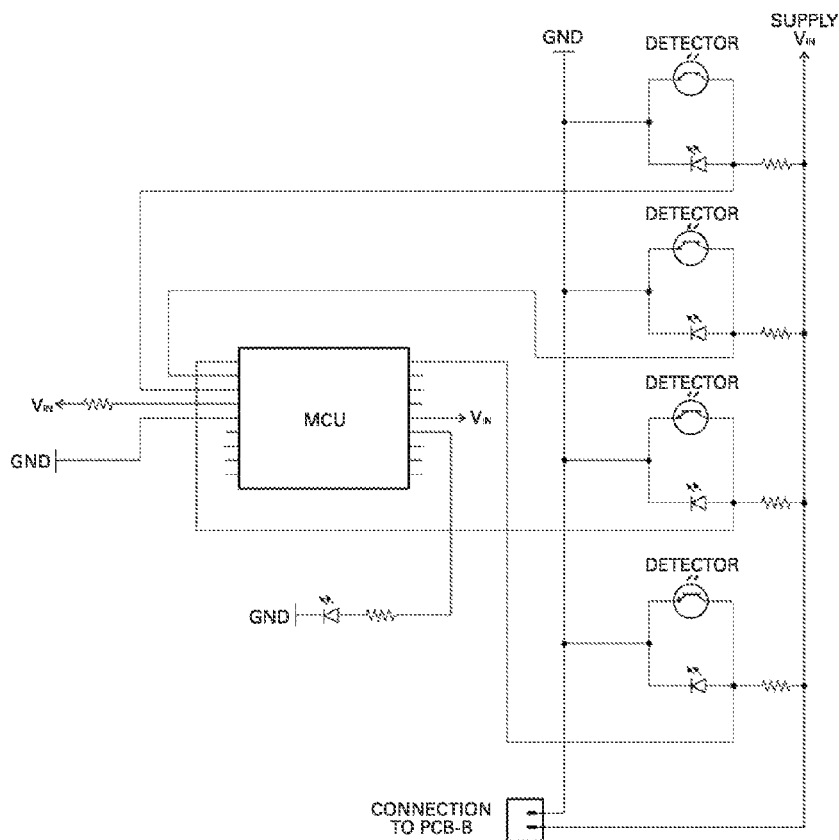 SUPPLY
VIN
GND
DETECTOR
DETECTOR
DETECTOR
DETECTOR
VIN
MCU
VIN
GND
GND
CONNECTION
TO PCB-B